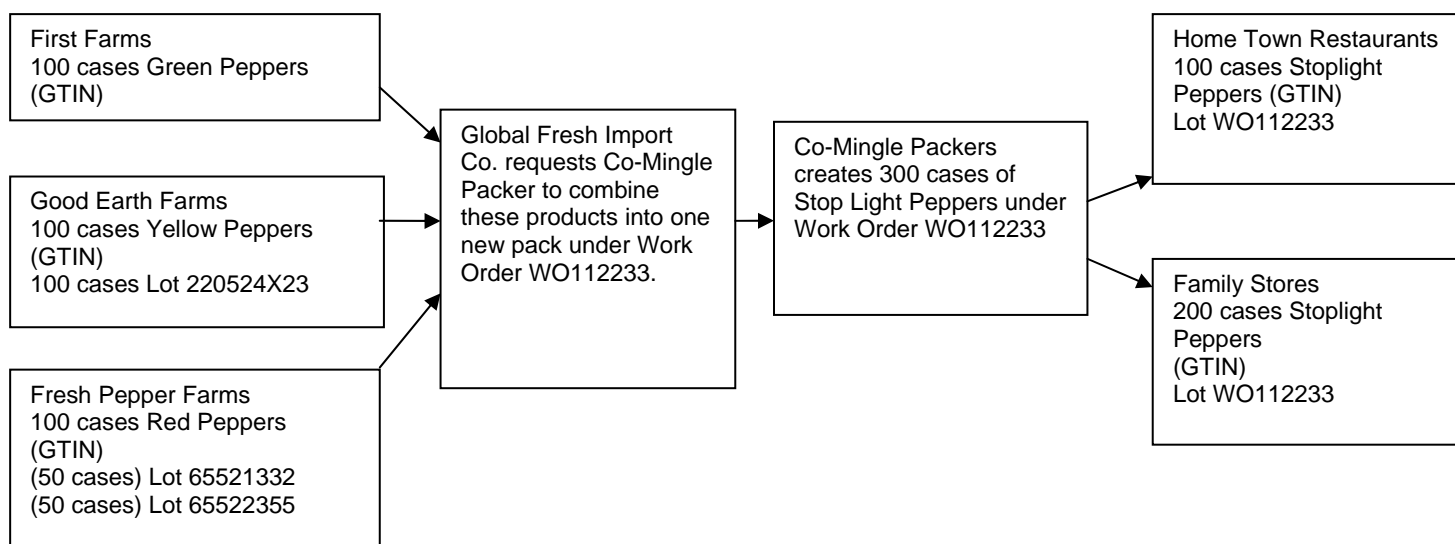 First Farms
100 cases Green Peppers
(GTIN)
Good Earth Farms
100 cases Yellow Peppers
(GTIN)
100 cases Lot 220524X23
Fresh Pepper Farms
100 cases Red Peppers
(GTIN)
(50 cases) Lot 65521332
(50 cases) Lot 65522355
Global Fresh Import
Co. requests Co-Mingle
Packer to combine
these products into one
new pack under Work
Order WO112233.
Co-Mingle Packers
creates 300 cases of
Stop Light Peppers under
Work Order WO112233
Home Town Restaurants
100 cases Stoplight
Peppers (GTIN)
Lot WO112233
Family Stores
200 cases Stoplight
Peppers
(GTIN)
Lot WO112233